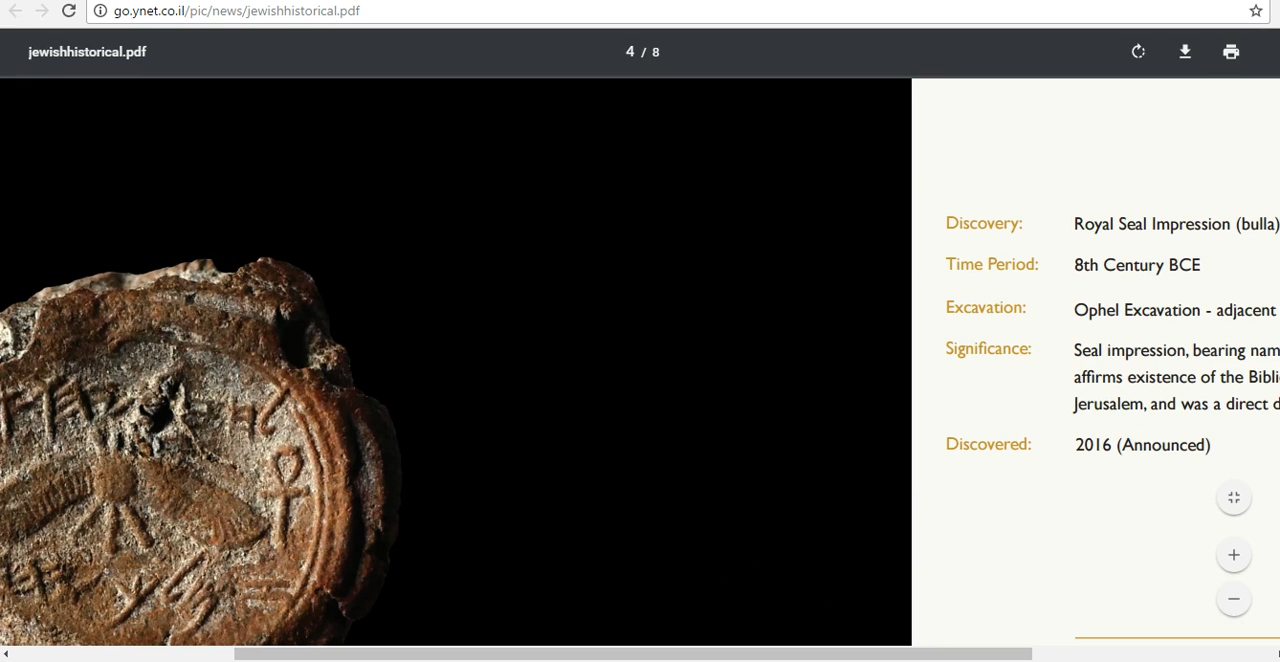 go.ynet.co.il/pic/news/jewishhistorical.pdf
jewishhistorical.pdf
4 / 8
Discovery: Royal Seal Impression (bulla)
Time Period: 8th Century BCE
Excavation: Ophel Excavation - adjacent
Significance: Seal impression, bearing nam
affirms existence of the Bibli
Jerusalem, and was a direct d
Discovered: 2016 (Announced)